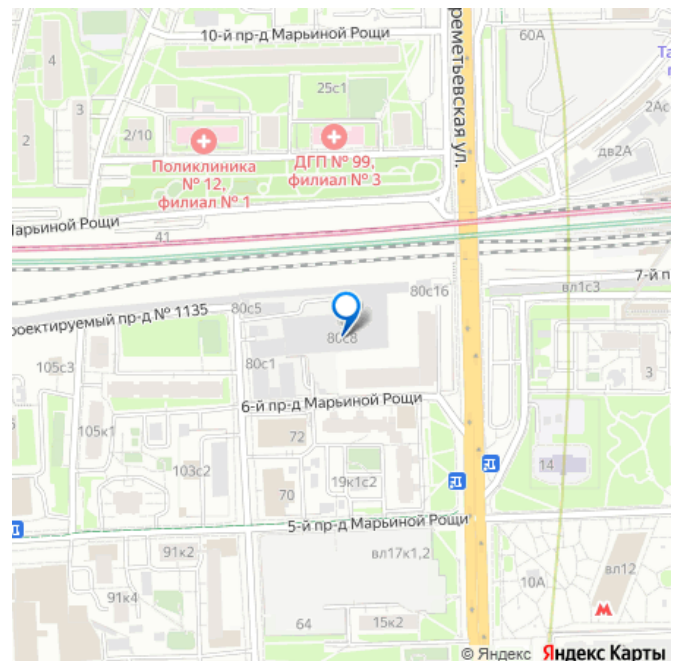 10-й пр-д Марьиной Рощи
60А
4
25с1
3
2
2/10
Поликлиника
№ 12,
филиал № 1
ДГП № 99,
филиал № 3
реметьевская ул.
Та
2Ас
дв2А
Марьиной Рощи
41
7-й п
80с16
вл1с3
роектируемый пр-д № 1135
80с5
80с8
105с3
80с1
3
6-й пр-д Марьиной Рощи
105к1
72
103с2
19к1с2
14
70
5-й пр-д Марьиной Рощи
91к2
вл17к1,2
вл12
10А
91к4
64
15к2
© Яндекс Яндекс Карты